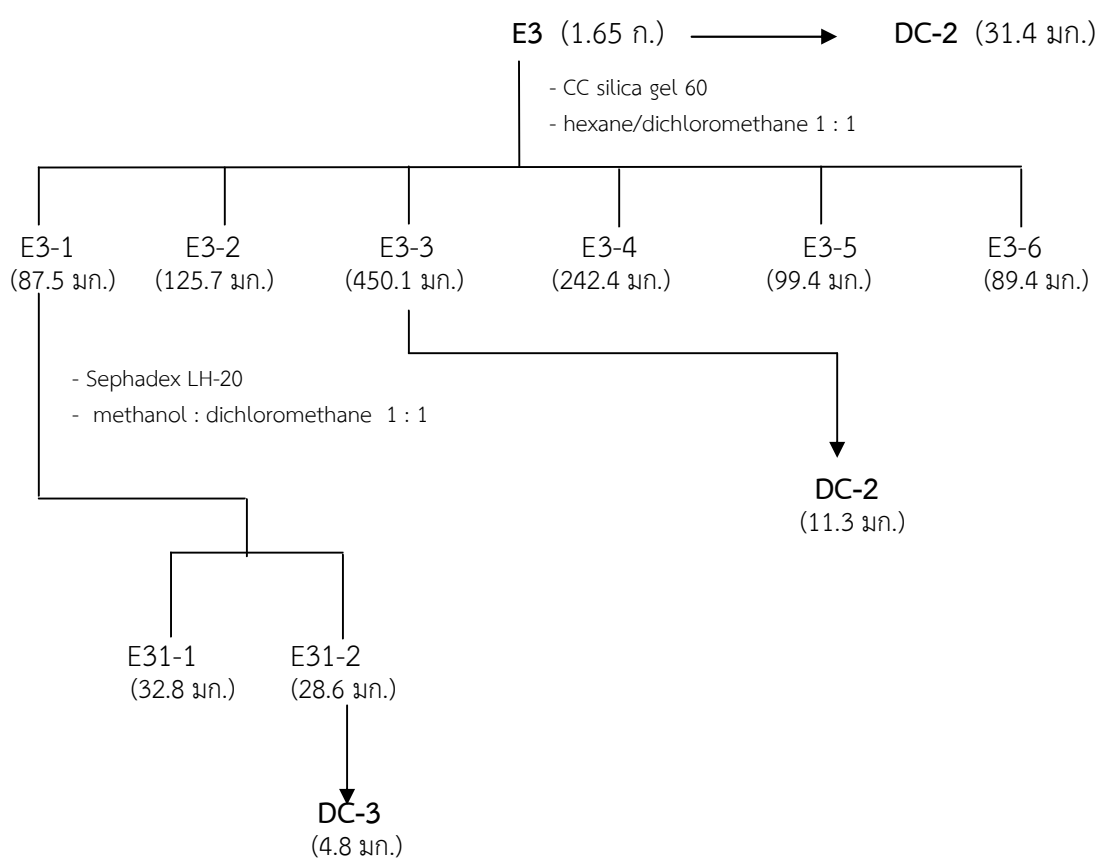 E3 (1.65 ก.) DC-2 (31.4 มก.)
- CC silica gel 60
- hexane/dichloromethane 1 : 1
E3-1 E3-2 E3-3 E3-4 E3-5 E3-6
(87.5 มก.) (125.7 มก.) (450.1 มก.) (242.4 มก.) (99.4 มก.) (89.4 มก.)
- Sephadex LH-20
- methanol : dichloromethane 1 : 1
DC-2
(11.3 มก.)
E31-1 E31-2
(32.8 มก.) (28.6 มก.)
DC-3
(4.8 มก.)